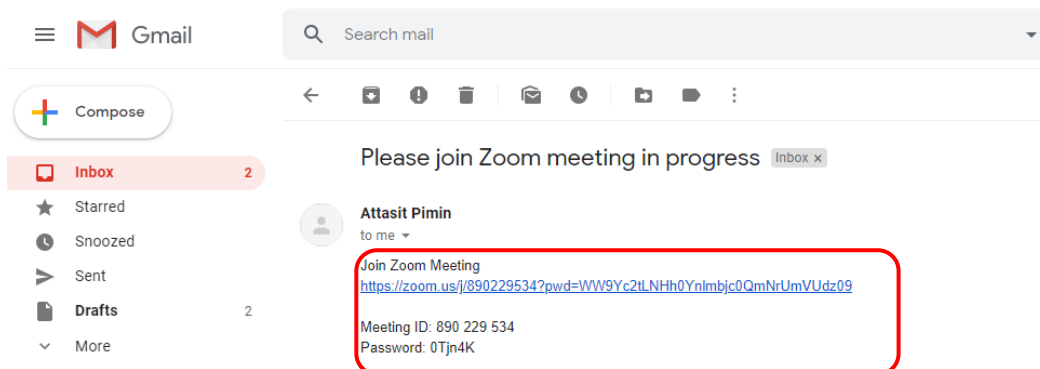 Gmail
Search mail
Compose
Please join Zoom meeting in progress Inbox x
Inbox 2
Starred
Snoozed
Sent
Drafts 2
More
Attasit Pimin
to me
Join Zoom Meeting
https://zoom.us/j/890229534?pwd=WW9Yc2tLNHh0Ynlmbjc0QmNrUmVUdz09
Meeting ID: 890 229 534
Password: 0Tjn4K